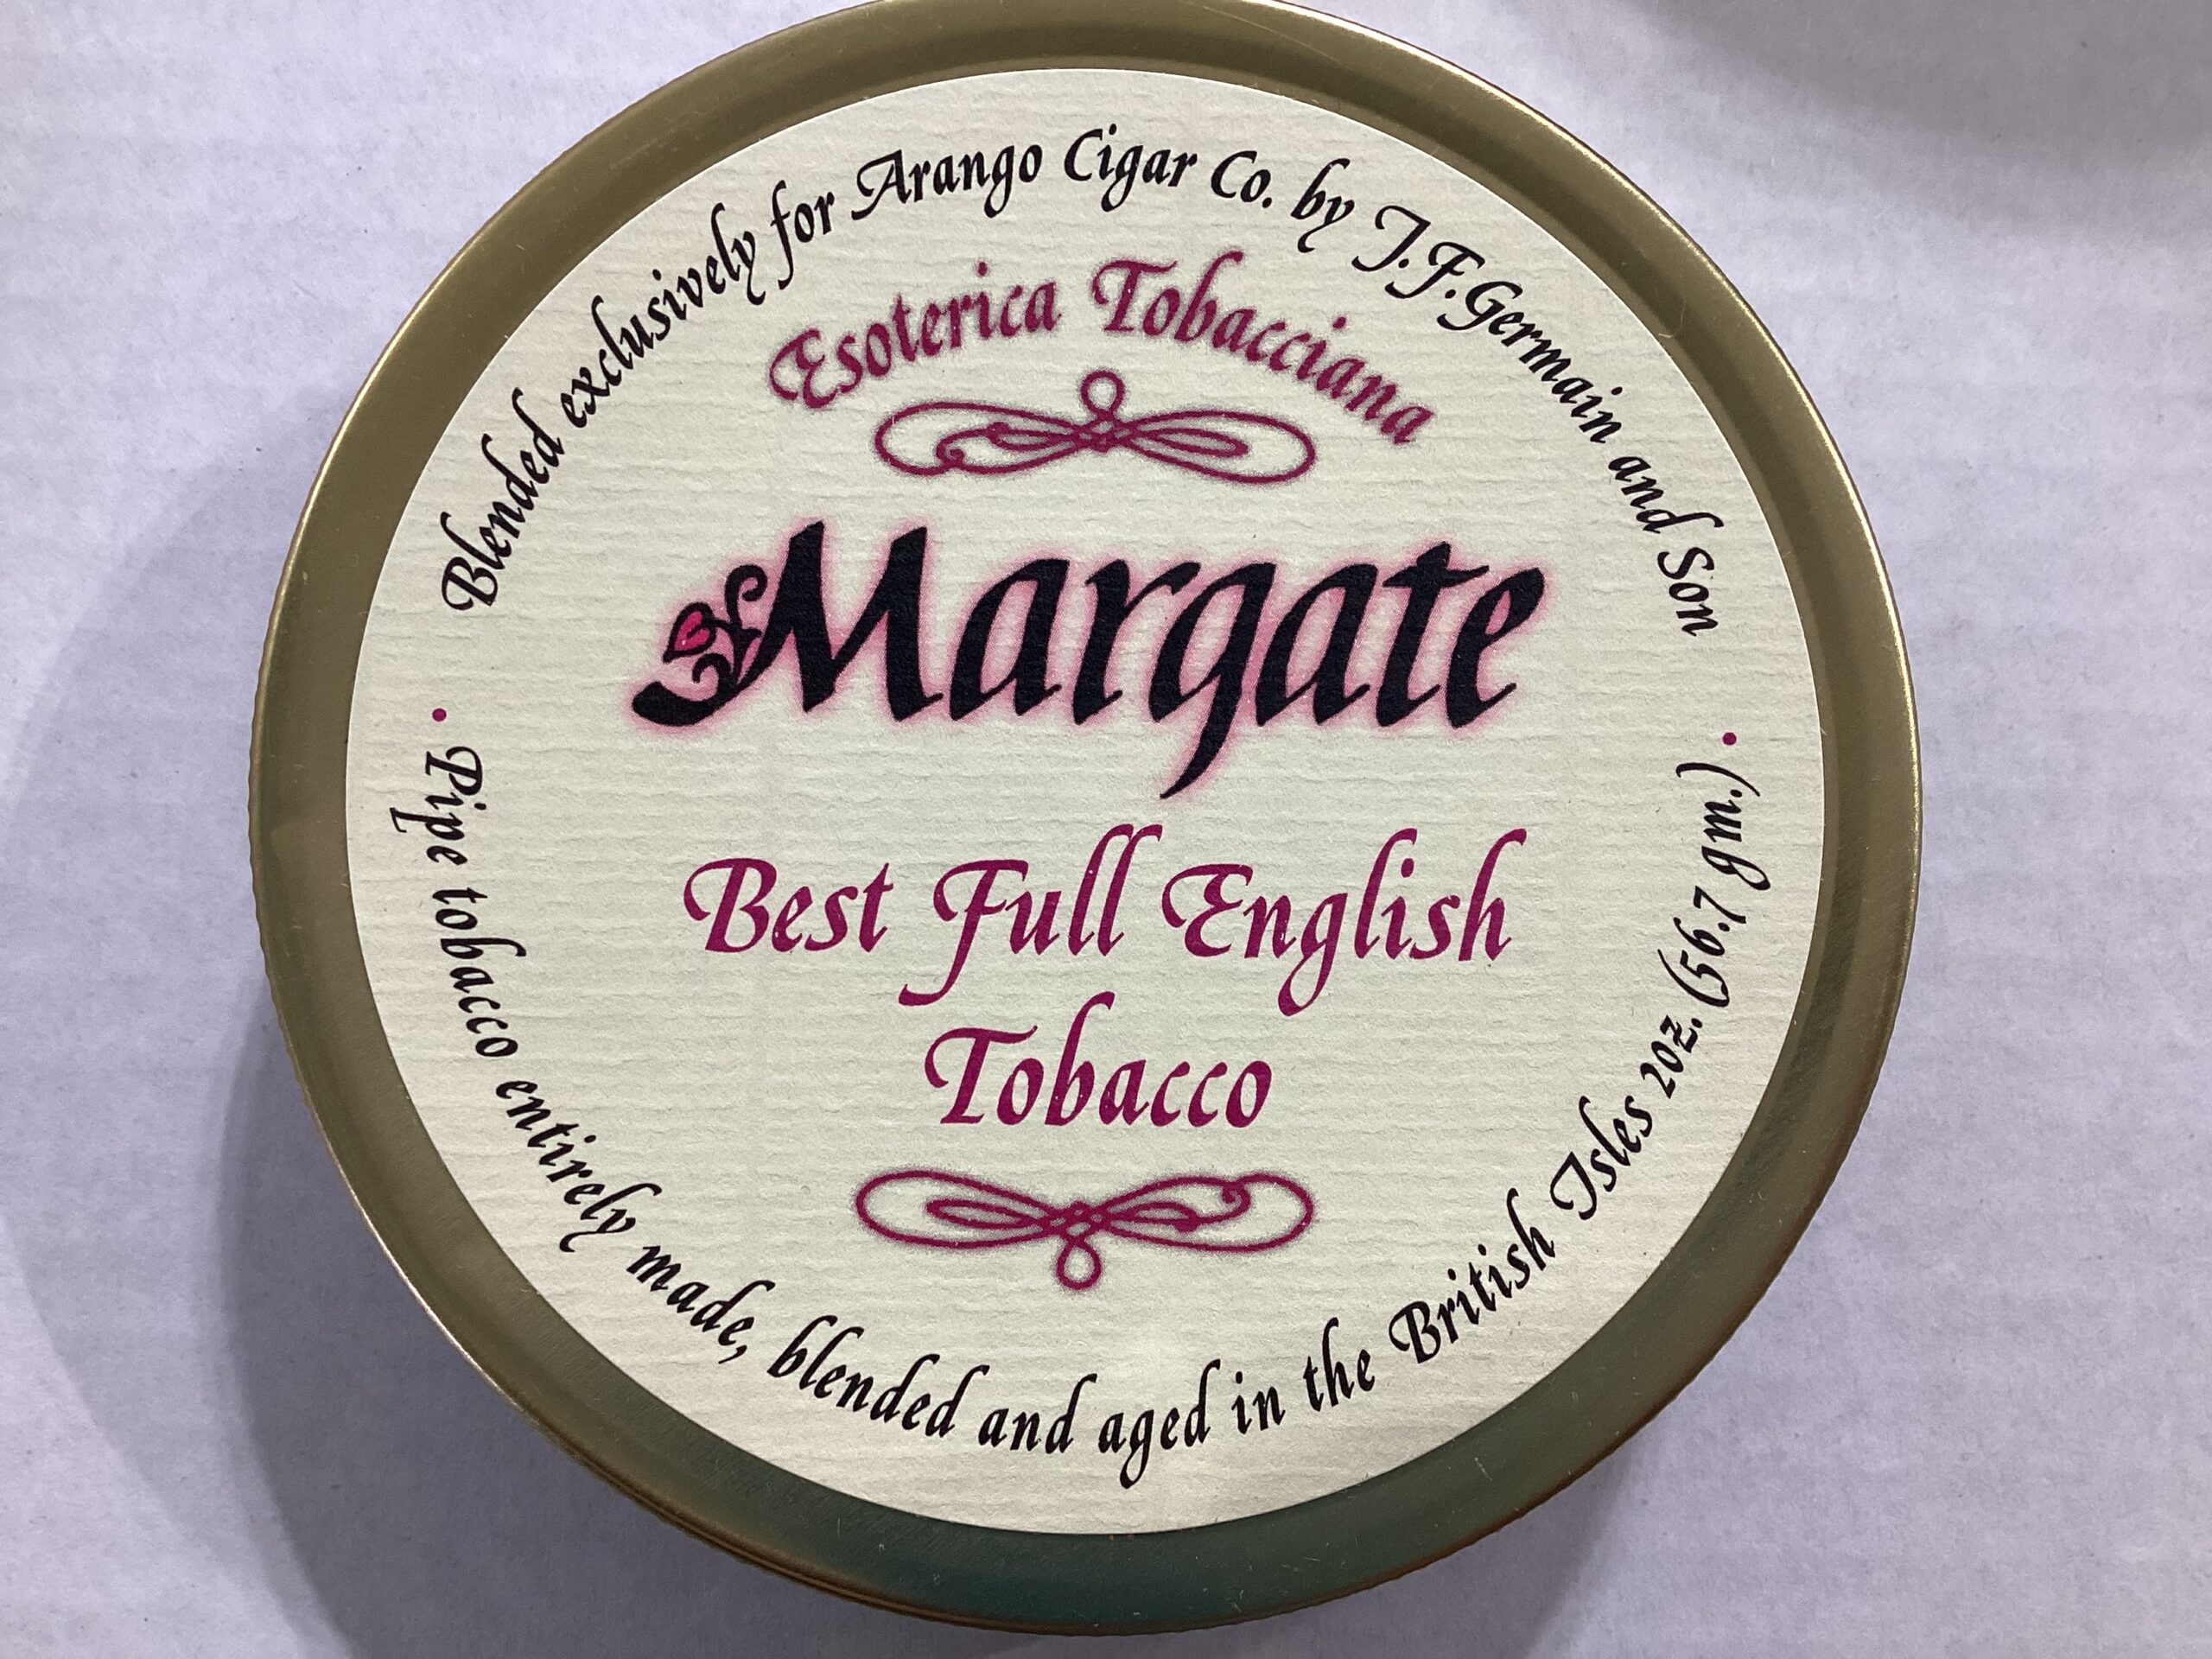 Blended exclusively for Arango Cigar Co. by J.F.Germain and Son
Esoterica Tobacciana
Margate
Best Full English
Tobacco
• Pipe tobacco entirely made, blended and aged in the British Isles 2oz. (56.7 gm.) •